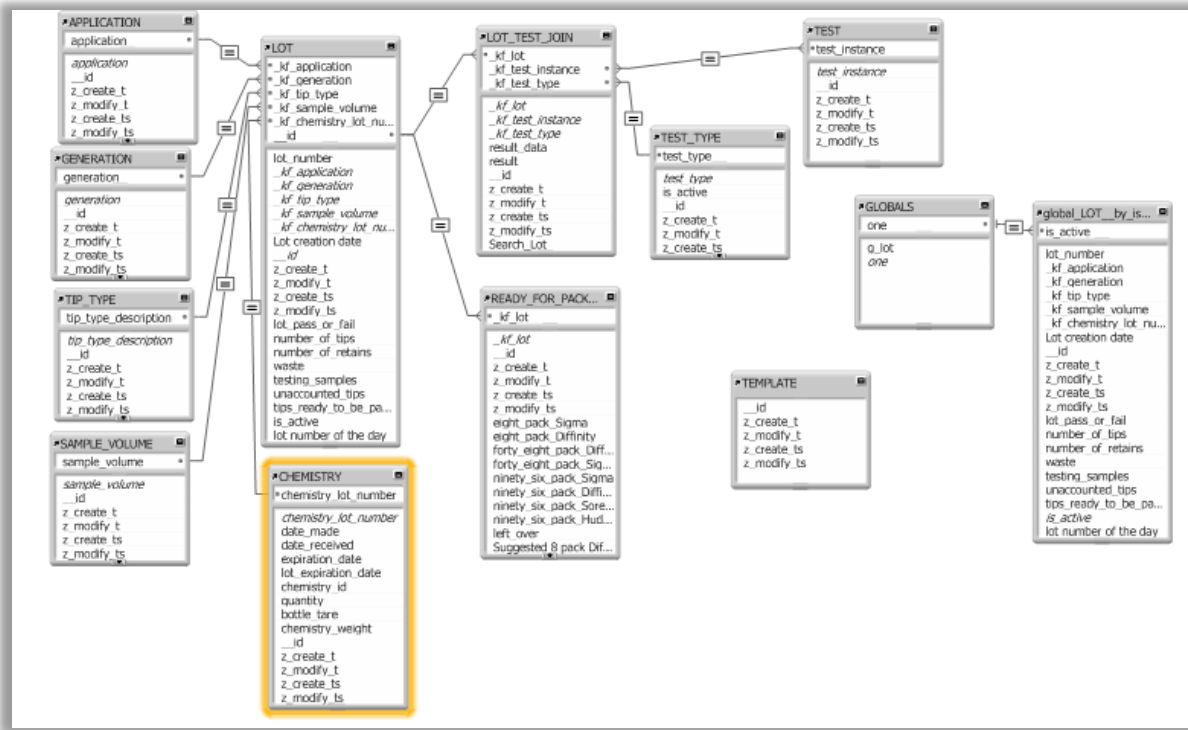 APPLICATION
application
application
__id
z_create_t
z_modify_t
z_create_ts
z_modify_ts
GENERATION
generation
generation
__id
z_create_t
z_modify_t
z_create_ts
z_modify_ts
TIP_TYPE
tip_type_description
tip_type_description
__id
z_create_t
z_modify_t
z_create_ts
z_modify_ts
SAMPLE_VOLUME
sample_volume
sample_volume
__id
z_create_t
z_modify_t
z_create_ts
z_modify_ts
LOT
_kf_application
_kf_generation
_kf_tip_type
_kf_sample_volume
_kf_chemistry_lot_nu...
__id
lot_number
_kf_application
_kf_generation
_kf_tip_type
_kf_sample_volume
_kf_chemistry_lot_nu...
Lot creation date
__id
z_create_t
z_modify_t
z_create_ts
z_modify_ts
lot_pass_or_fail
number_of_tips
number_of_retains
waste
testing_samples
unaccounted_tips
tips_ready_to_be_pa...
is_active
lot number of the day
CHEMISTRY
chemistry_lot_number
chemistry_lot_number
date_made
date_received
expiration_date
lot_expiration_date
chemistry_id
quantity
bottle_tare
chemistry_weight
__id
z_create_t
z_modify_t
z_create_ts
z_modify_ts
LOT_TEST_JOIN
_kf_lot
_kf_test_instance
_kf_test_type
_kf_lot
_kf_test_instance
_kf_test_type
result_data
result
__id
z_create_t
z_modify_t
z_create_ts
z_modify_ts
Search_Lot
READY_FOR_PACK...
_kf_lot
_kf_lot
__id
z_create_t
z_modify_t
z_create_ts
z_modify_ts
eight_pack_Sigma
eight_pack_Diffinity
forty_eight_pack_Diff...
forty_eight_pack_Sig...
ninety_six_pack_Sigma
ninety_six_pack_Diffi...
ninety_six_pack_Sore...
ninety_six_pack_Hud...
left_over
Suggested 8 pack Dif...
TEST
test_instance
test_instance
__id
z_create_t
z_modify_t
z_create_ts
z_modify_ts
TEST_TYPE
test_type
test_type
is_active
__id
z_create_t
z_modify_t
z_create_ts
GLOBALS
one
g_lot
one
global_LOT__by_is...
is_active
lot_number
_kf_application
_kf_generation
_kf_tip_type
_kf_sample_volume
_kf_chemistry_lot_nu...
Lot creation date
__id
z_create_t
z_modify_t
z_create_ts
z_modify_ts
lot_pass_or_fail
number_of_tips
number_of_retains
waste
testing_samples
unaccounted_tips
tips_ready_to_be_pa...
is_active
lot number of the day
TEMPLATE
__id
z_create_t
z_modify_t
z_create_ts
z_modify_ts